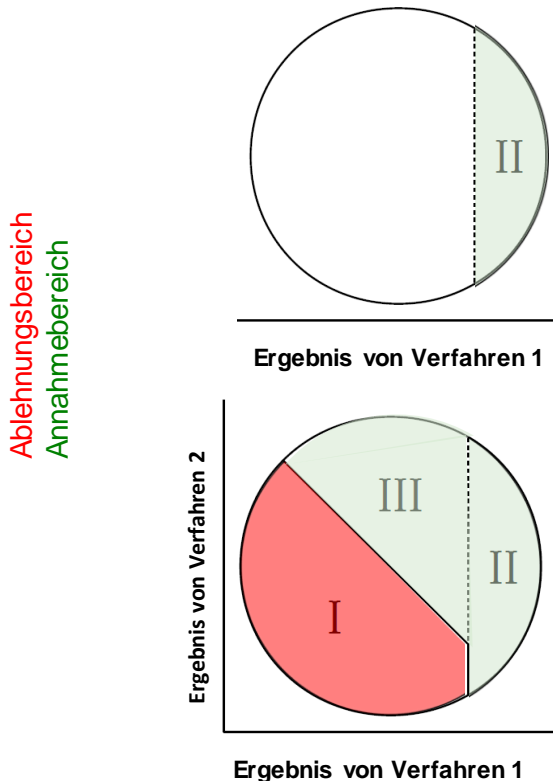 Ablehnungsbereich
Annahmebereich
II
Ergebnis von Verfahren 1
Ergebnis von Verfahren 2
III
II
I
Ergebnis von Verfahren 1